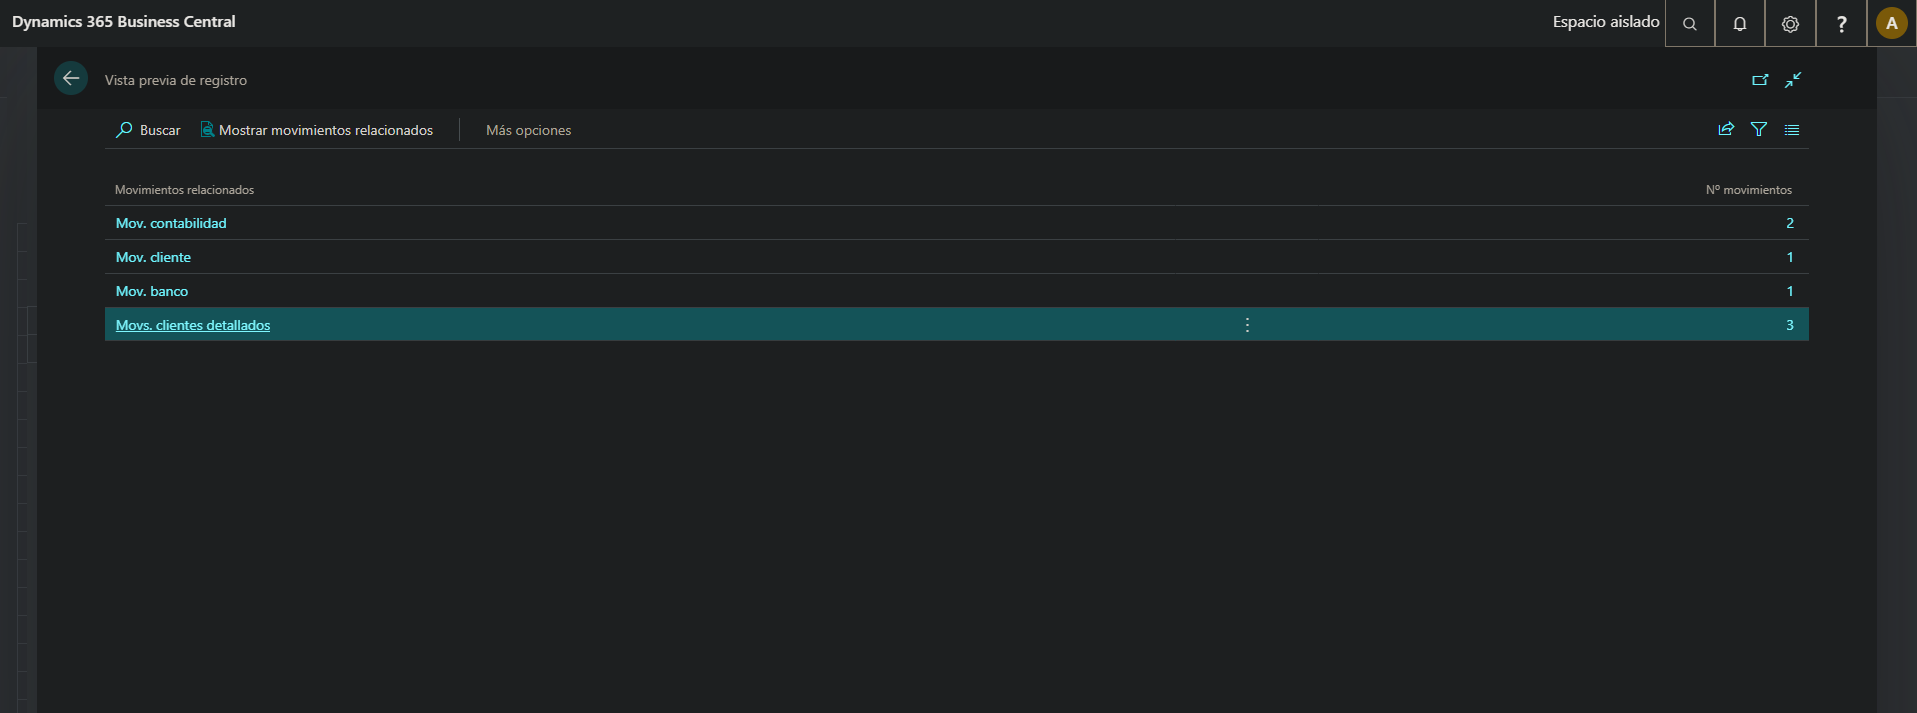 Dynamics 365 Business Central
Espacio aislado
?
A
Vista previa de registro
Buscar
Mostrar movimientos relacionados
Más opciones
Movimientos relacionados
Nº movimientos
Mov. contabilidad
2
Mov. cliente
1
Mov. banco
1
Movs. clientes detallados
3